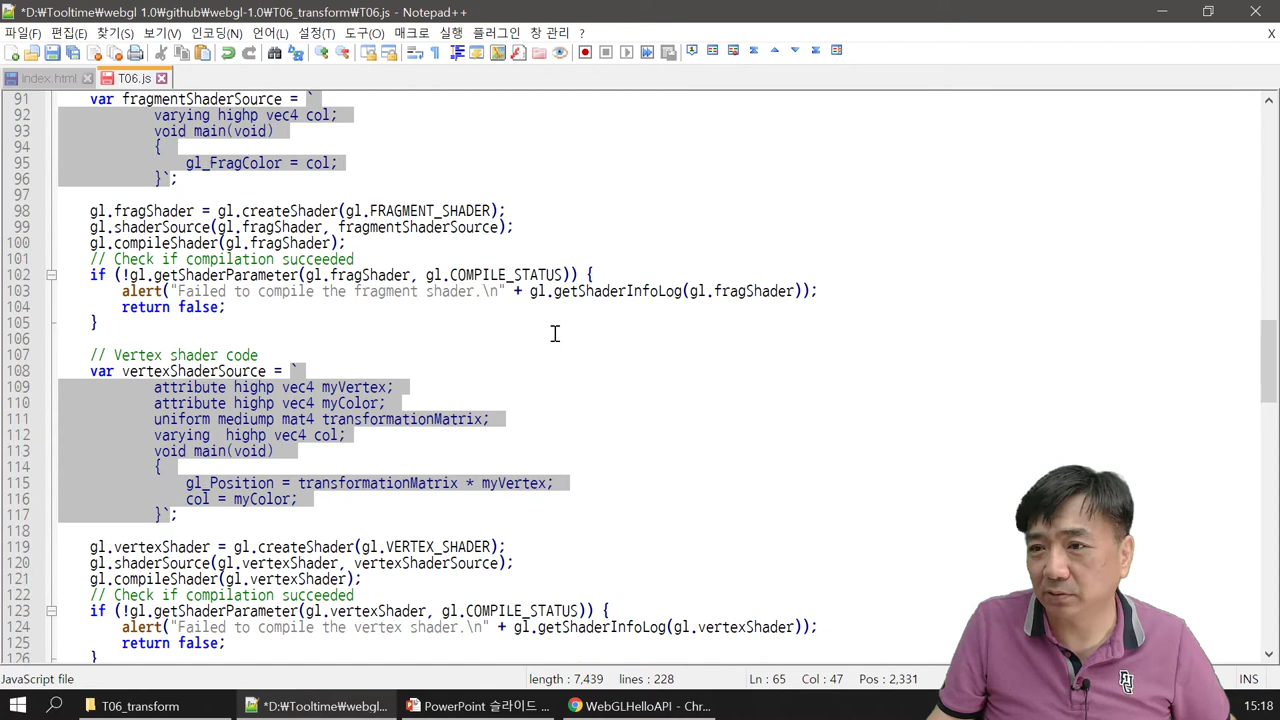 *D:₩Tooltime₩webgl 1.0₩github₩webgl-1.0₩T06_transform₩T06.js - Notepad++
파일(F) 편집(E) 찾기(S) 보기(V) 인코딩(N) 언어(L) 설정(T) 도구(O) 매크로 실행 플러그인 창 관리 ? X
index.html T06.js
91 var fragmentShaderSource = `
92 varying highp vec4 col;
93 void main(void)
94 {
95 gl_FragColor = col;
96 }`;
97
98 gl.fragShader = gl.createShader(gl.FRAGMENT_SHADER);
99 gl.shaderSource(gl.fragShader, fragmentShaderSource);
100 gl.compileShader(gl.fragShader);
101 // Check if compilation succeeded
102 if (!gl.getShaderParameter(gl.fragShader, gl.COMPILE_STATUS)) {
103 alert("Failed to compile the fragment shader.\n" + gl.getShaderInfoLog(gl.fragShader));
104 return false;
105 }
106
107 // Vertex shader code
108 var vertexShaderSource = `
109 attribute highp vec4 myVertex;
110 attribute highp vec4 myColor;
111 uniform mediump mat4 transformationMatrix;
112 varying  highp vec4 col;
113 void main(void)
114 {
115 gl_Position = transformationMatrix * myVertex;
116 col = myColor;
117 }`;
118
119 gl.vertexShader = gl.createShader(gl.VERTEX_SHADER);
120 gl.shaderSource(gl.vertexShader, vertexShaderSource);
121 gl.compileShader(gl.vertexShader);
122 // Check if compilation succeeded
123 if (!gl.getShaderParameter(gl.vertexShader, gl.COMPILE_STATUS)) {
124 alert("Failed to compile the vertex shader.\n" + gl.getShaderInfoLog(gl.vertexShader));
125 return false;
126 }
JavaScript file length : 7,439 lines : 228 Ln : 65 Col : 47 Pos : 2,331 INS
T06_transform *D:₩Tooltime₩webgl... PowerPoint 슬라이드 ... WebGLHelloAPI - Chr... 15:18